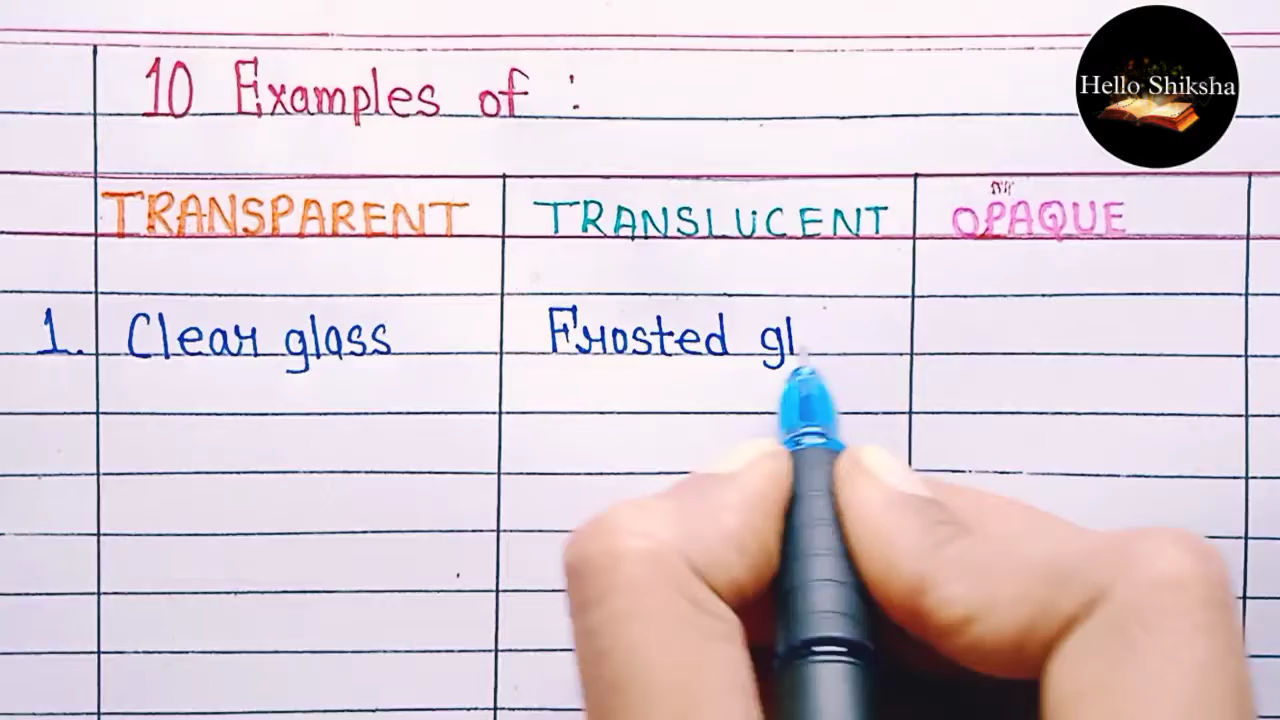 10 Examples of :
Hello Shiksha
TRANSPARENT TRANSLUCENT OPAQUE
1. Clear glass Frosted gl